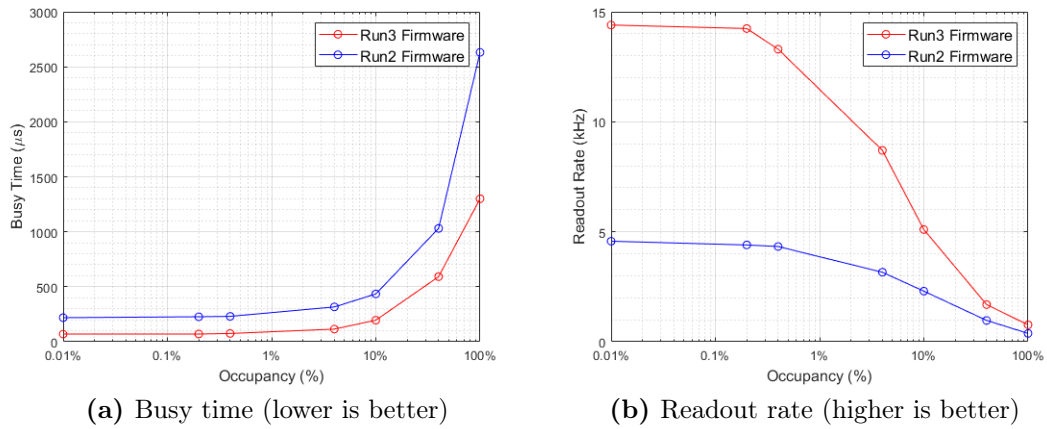 3000
2500
2000
1500
1000
500
0
Busy Time (μs)
Run3 Firmware
Run2 Firmware
0.01%
0.1%
1%
10%
100%
Occupancy (%)
(a) Busy time (lower is better)
15
10
5
0
Readout Rate (kHz)
Run3 Firmware
Run2 Firmware
0.01%
0.1%
1%
10%
100%
Occupancy (%)
(b) Readout rate (higher is better)